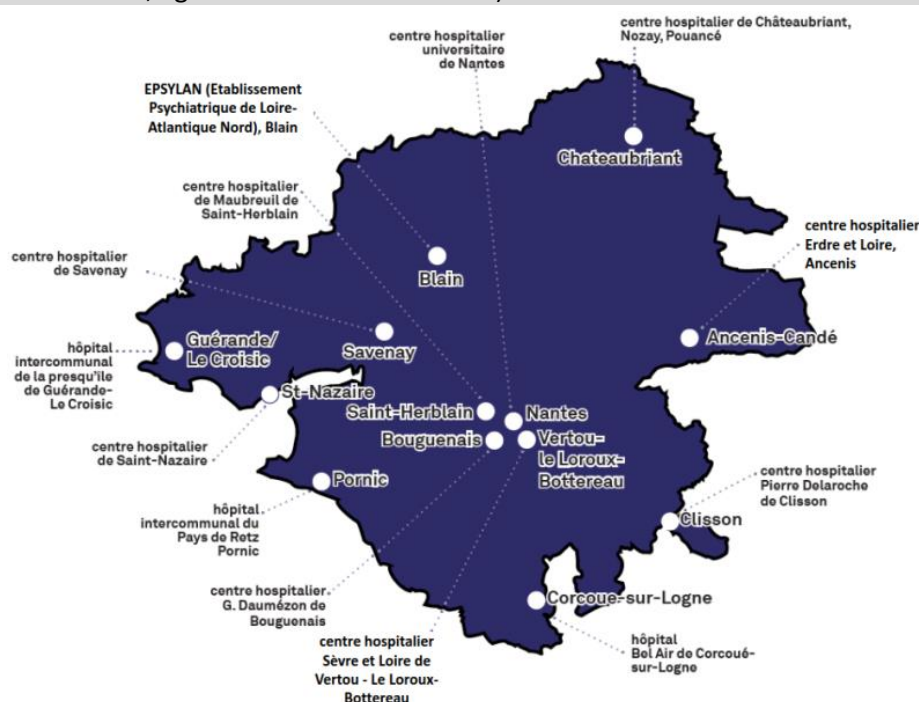 centre hospitalier de Châteaubriant,
Nozay, Pouancé
centre hospitalier
universitaire
de Nantes
EPSYLAN (Etablissement
Psychiatrique de Loire-
Atlantique Nord), Blain
Chateaubriant
centre hospitalier
de Maubreuil de
Saint-Herblain
centre hospitalier
Erdre et Loire,
Ancenis
centre hospitalier
de Savenay
Blain
Guérande/
Le Croisic
Savenay
Ancenis-Candé
hôpital
intercommunal
de la presqu'île
de Guérande-
Le Croisic
St-Nazaire
Saint-Herblain
Nantes
Bouguenais
Vertou-
le Loroux-
Bottereau
centre hospitalier
de Saint-Nazaire
Pornic
centre hospitalier
Pierre Delaroche
de Clisson
hôpital
intercommunal du
Pays de Retz
Pornic
Clisson
centre hospitalier
G. Daumézon de
Bouguenais
Corcoue-sur-Logne
centre hospitalier
Sèvre et Loire de
Vertou - Le Loroux-
Bottereau
hôpital
Bel Air de Corcoué-
sur-Logne